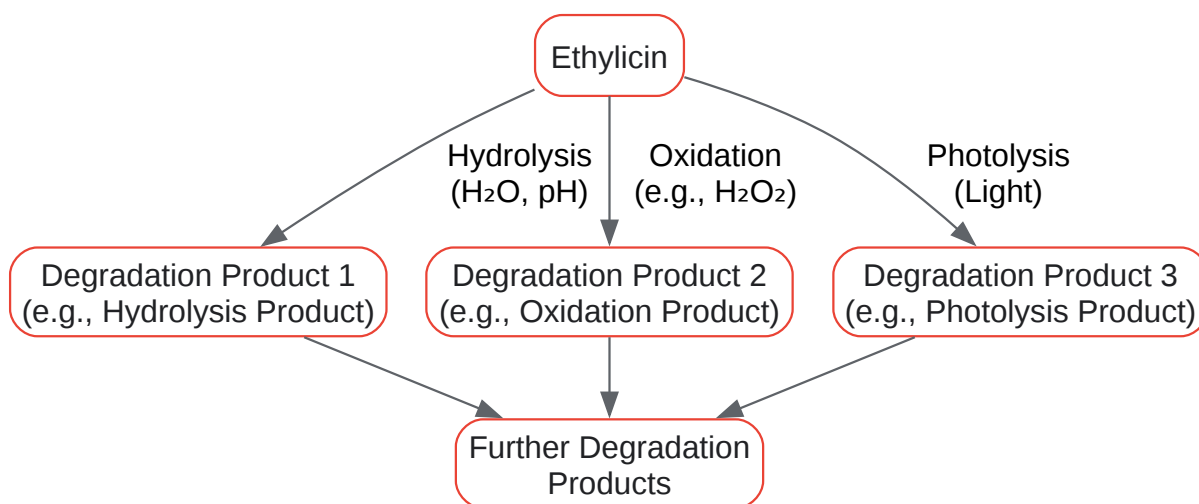 Ethylicin
Hydrolysis
(H₂O, pH)
Oxidation
(e.g., H₂O₂)
Photolysis
(Light)
Degradation Product 1
(e.g., Hydrolysis Product)
Degradation Product 2
(e.g., Oxidation Product)
Degradation Product 3
(e.g., Photolysis Product)
Further Degradation
Products